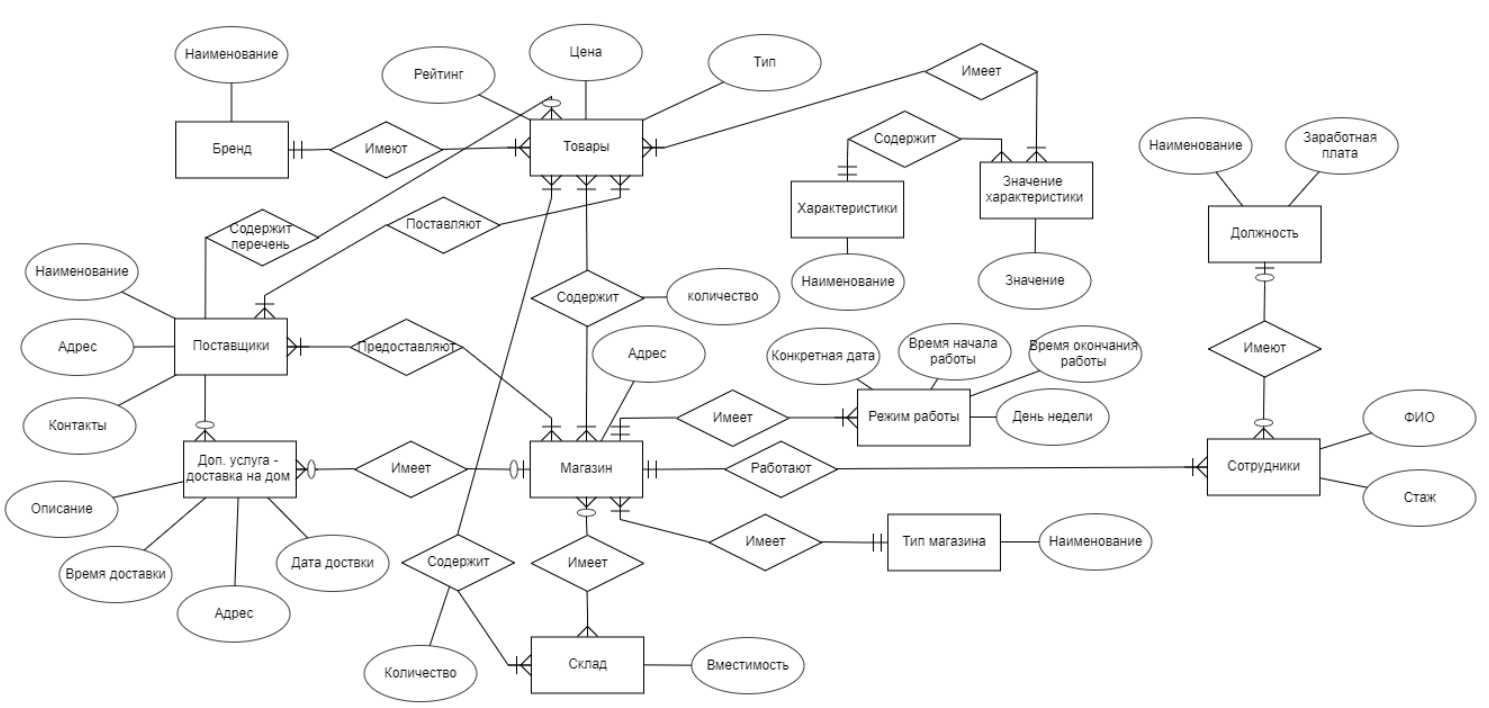 Наименование
Рейтинг
Цена
Тип
Имеет
Бренд
Имеют
Товары
Содержит
Наименование
Заработная
плата
Характеристики
Значение
характеристики
Содержит
перечень
Поставляют
Должность
Наименование
Наименование
Значение
Содержит
количество
Адрес
Поставщики
Предоставляют
Адрес
Конкретная дата
Время начала
работы
Время окончания
работы
Имеют
Контакты
Имеет
Режим работы
День недели
ФИО
Доп. услуга -
доставка на дом
Имеет
Магазин
Работают
Сотрудники
Описание
Стаж
Время доставки
Дата доствки
Адрес
Содержит
Имеет
Имеет
Тип магазина
Наименование
Количество
Склад
Вместимость